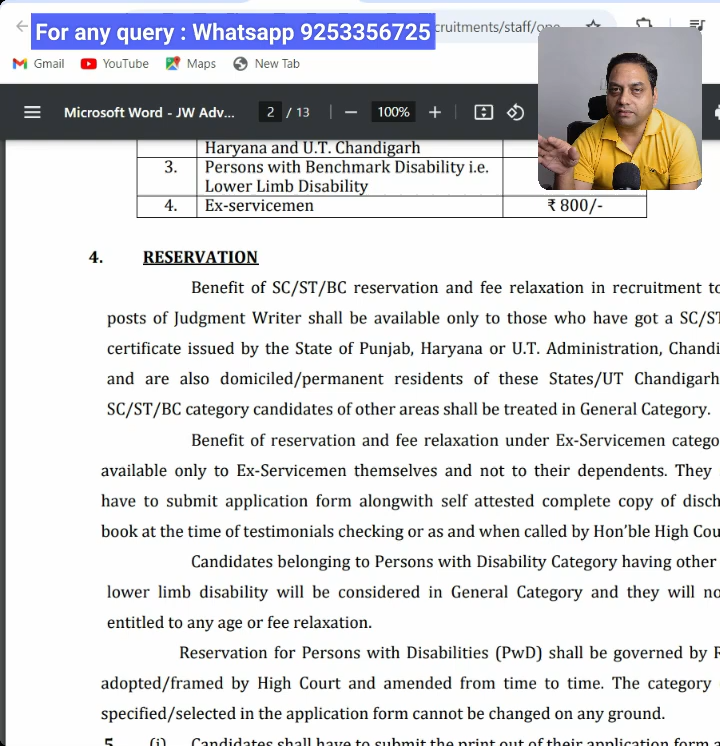 For any query : Whatsapp 9253356725
cruitments/staff/ope
Gmail YouTube Maps New Tab
Microsoft Word - JW Adv... 2 / 13 100%
Haryana and U.T. Chandigarh
3. Persons with Benchmark Disability i.e.
Lower Limb Disability
4. Ex-servicemen ₹ 800/-
4. RESERVATION
Benefit of SC/ST/BC reservation and fee relaxation in recruitment to
posts of Judgment Writer shall be available only to those who have got a SC/ST
certificate issued by the State of Punjab, Haryana or U.T. Administration, Chandi
and are also domiciled/permanent residents of these States/UT Chandigarh
SC/ST/BC category candidates of other areas shall be treated in General Category.
Benefit of reservation and fee relaxation under Ex-Servicemen catego
available only to Ex-Servicemen themselves and not to their dependents. They
have to submit application form alongwith self attested complete copy of disch
book at the time of testimonials checking or as and when called by Hon'ble High Cou
Candidates belonging to Persons with Disability Category having other
lower limb disability will be considered in General Category and they will no
entitled to any age or fee relaxation.
Reservation for Persons with Disabilities (PwD) shall be governed by R
adopted/framed by High Court and amended from time to time. The category
specified/selected in the application form cannot be changed on any ground.
5. (i) Candidates shall have to submit the print out of their application form a